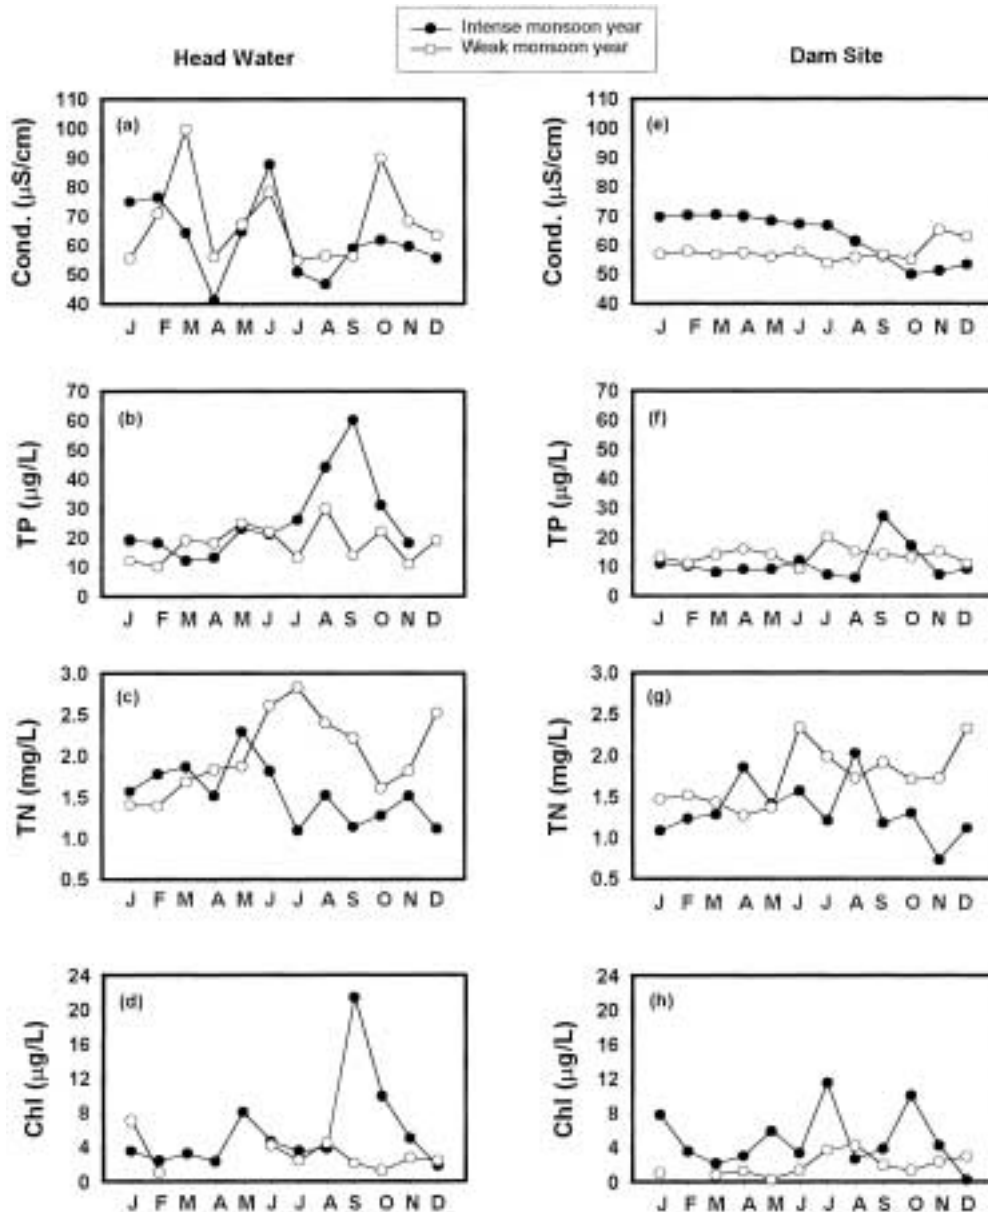 Intense monsoon year
Weak monsoon year
Head Water
Dam Site
(a)
Cond. (µS/cm)
110
100
90
80
70
60
50
40
J F M A M J J A S O N D
(e)
Cond. (µS/cm)
110
100
90
80
70
60
50
40
J F M A M J J A S O N D
(b)
TP (µg/L)
70
60
50
40
30
20
10
0
J F M A M J J A S O N D
(f)
TP (µg/L)
70
60
50
40
30
20
10
0
J F M A M J J A S O N D
(c)
TN (mg/L)
3.0
2.5
2.0
1.5
1.0
0.5
J F M A M J J A S O N D
(g)
TN (mg/L)
3.0
2.5
2.0
1.5
1.0
0.5
J F M A M J J A S O N D
(d)
Chl (µg/L)
24
20
16
12
8
4
0
J F M A M J J A S O N D
(h)
Chl (µg/L)
24
20
16
12
8
4
0
J F M A M J J A S O N D